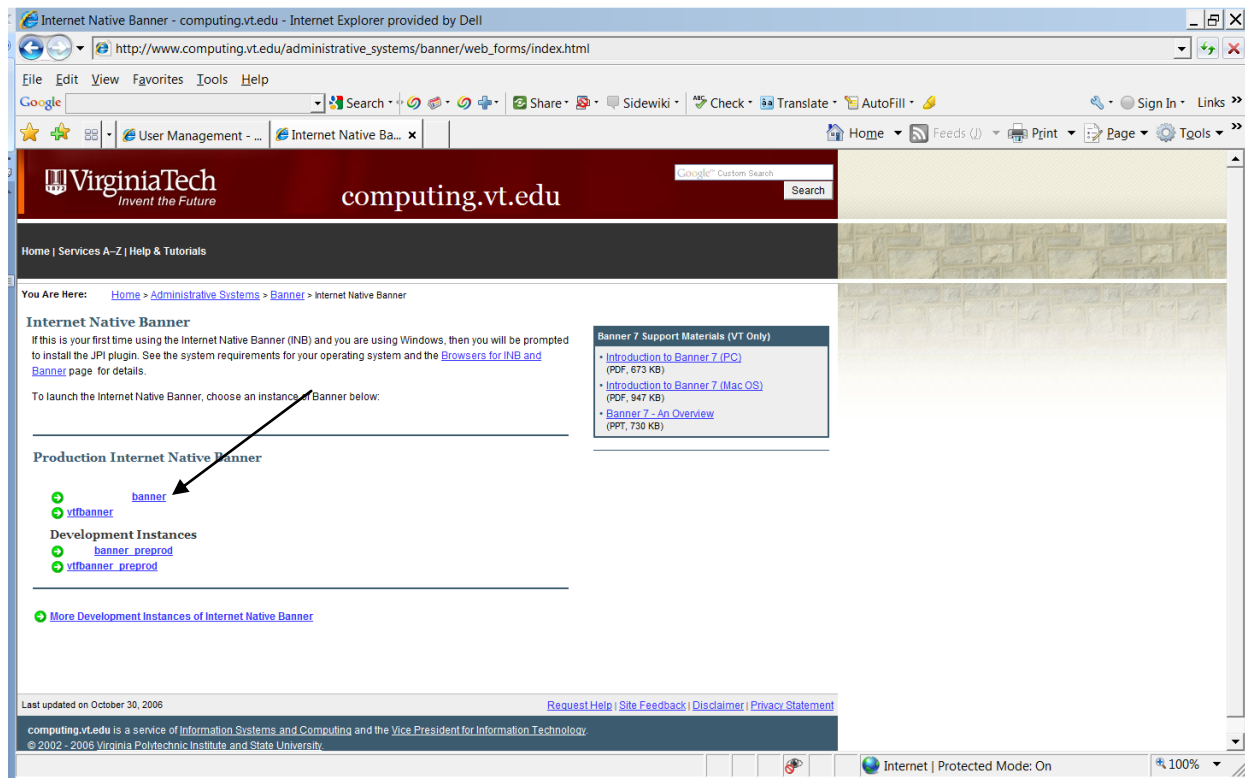 Internet Native Banner - computing.vt.edu - Internet Explorer provided by Dell
http://www.computing.vt.edu/administrative_systems/banner/web_forms/index.html
File Edit View Favorites Tools Help
Google Search Share Sidewiki Check Translate AutoFill Sign In Links »
User Management - ... Internet Native Ba... Home Feeds (J) Print Page Tools »
VirginiaTech
1872
Invent the Future
computing.vt.edu
Google™ Custom Search
Search
Home | Services A–Z | Help & Tutorials
You Are Here: Home > Administrative Systems > Banner > Internet Native Banner
Internet Native Banner
If this is your first time using the Internet Native Banner (INB) and you are using Windows, then you will be prompted
to install the JPI plugin. See the system requirements for your operating system and the Browsers for INB and
Banner page for details.
To launch the Internet Native Banner, choose an instance of Banner below:
Banner 7 Support Materials (VT Only)
• Introduction to Banner 7 (PC)
(PDF, 673 KB)
• Introduction to Banner 7 (Mac OS)
(PDF, 947 KB)
• Banner 7 - An Overview
(PPT, 730 KB)
Production Internet Native Banner
banner
vtfbanner
Development Instances
banner_preprod
vtfbanner_preprod
More Development Instances of Internet Native Banner
Last updated on October 30, 2006
Request Help | Site Feedback | Disclaimer | Privacy Statement
computing.vt.edu is a service of Information Systems and Computing and the Vice President for Information Technology.
© 2002 - 2006 Virginia Polytechnic Institute and State University.
Internet | Protected Mode: On 100%